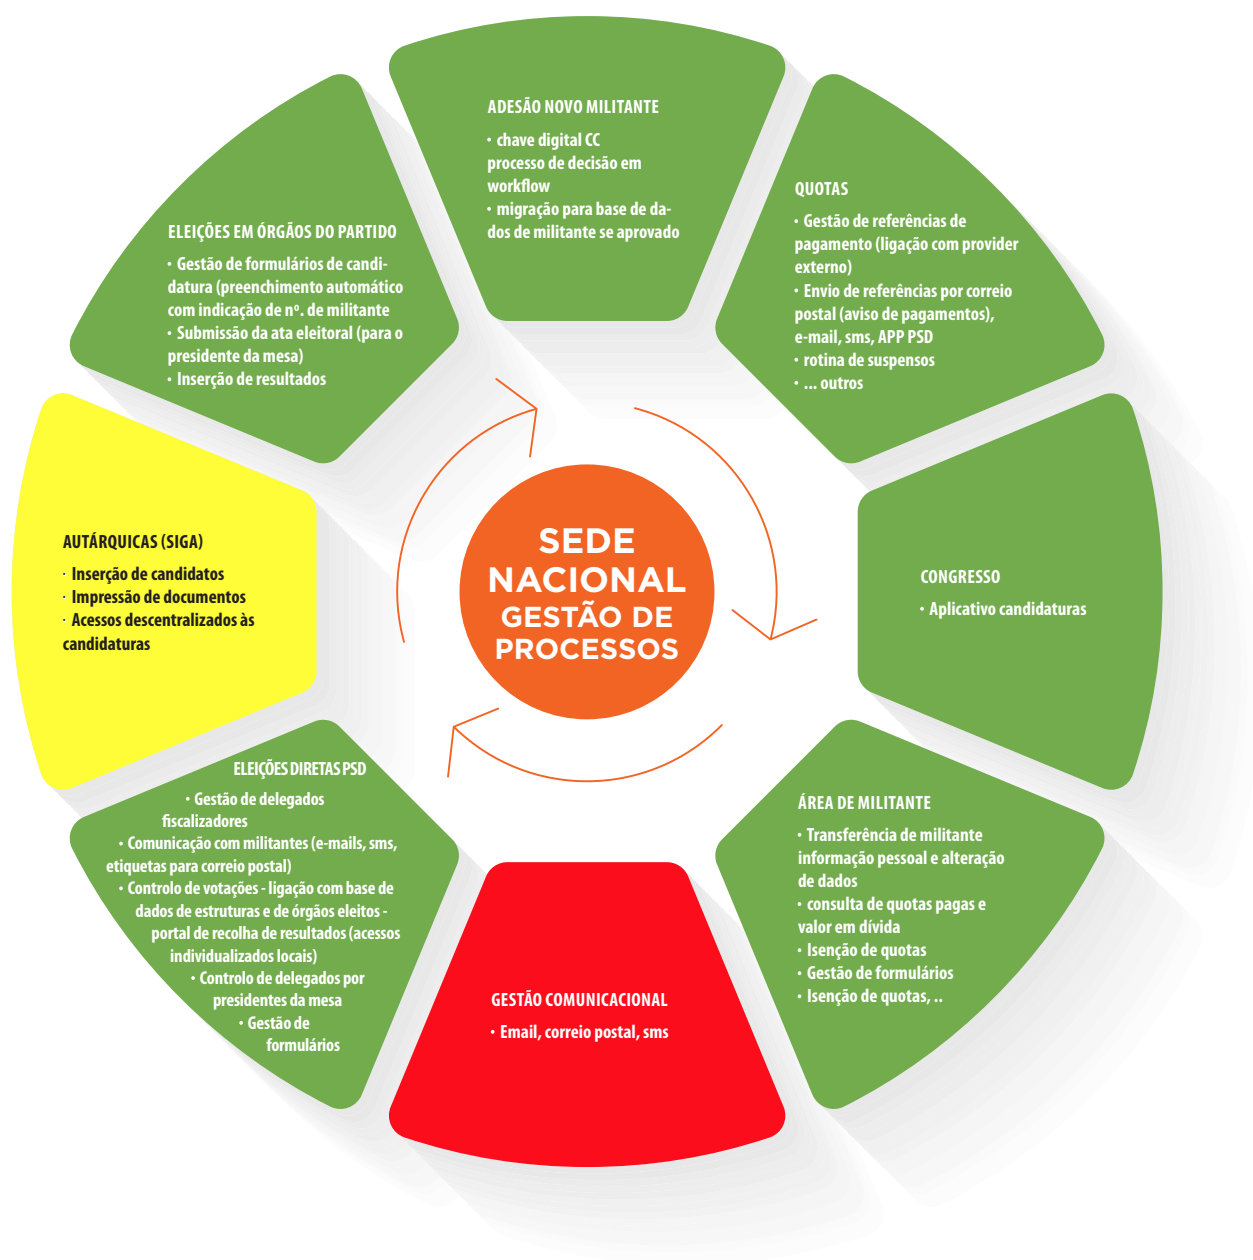 ADESÃO NOVO MILITANTE
· chave digital CC
processo de decisão em
workflow
· migração para base de da-
dos de militante se aprovado
QUOTAS
· Gestão de referências de
pagamento (ligação com provider
externo)
· Envio de referências por correio
postal (aviso de pagamentos),
e-mail, sms, APP PSD
· rotina de suspensos
· ... outros
CONGRESSO
· Aplicativo candidaturas
ÁREA DE MILITANTE
· Transferência de militante
informação pessoal e alteração
de dados
· consulta de quotas pagas e
valor em dívida
· Isenção de quotas
· Gestão de formulários
· Isenção de quotas, ..
GESTÃO COMUNICACIONAL
· Email, correio postal, sms
ELEIÇÕES DIRETAS PSD
· Gestão de delegados
fiscalizadores
· Comunicação com militantes (e-mails, sms,
etiquetas para correio postal)
· Controlo de votações - ligação com base de
dados de estruturas e de órgãos eleitos -
portal de recolha de resultados (acessos
individualizados locais)
· Controlo de delegados por
presidentes da mesa
· Gestão de
formulários
AUTÁRQUICAS (SIGA)
· Inserção de candidatos
· Impressão de documentos
· Acessos descentralizados às
candidaturas
ELEIÇÕES EM ÓRGÃOS DO PARTIDO
· Gestão de formulários de candi-
datura (preenchimento automático
com indicação de nº. de militante
· Submissão da ata eleitoral (para o
presidente da mesa)
· Inserção de resultados
SEDE
NACIONAL
GESTÃO DE
PROCESSOS